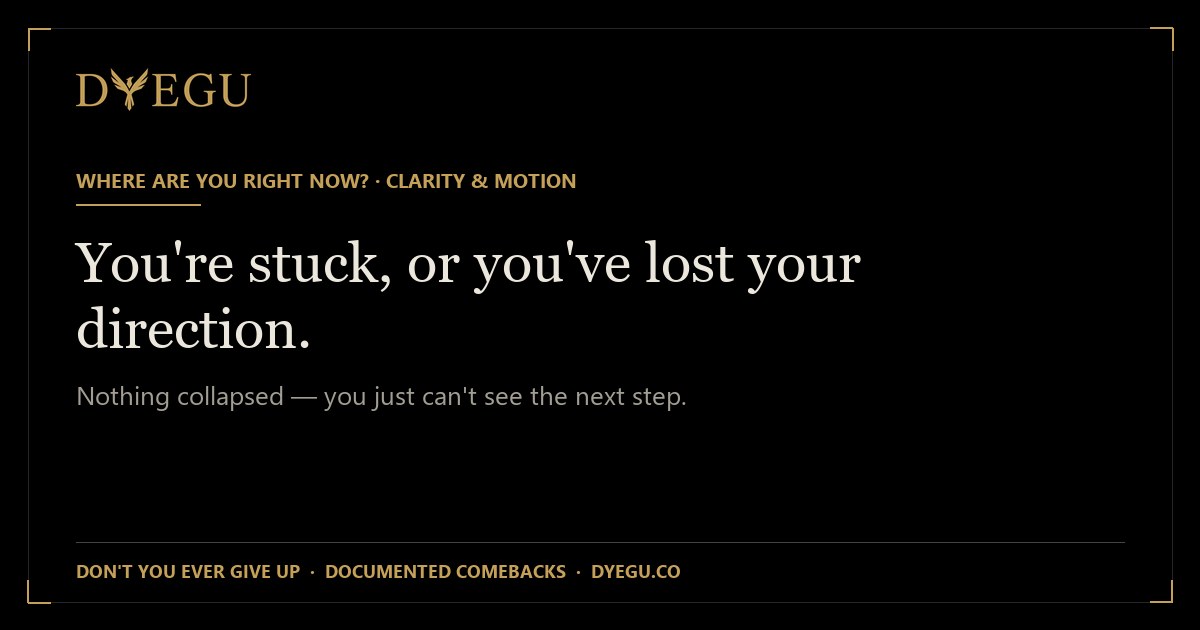 DYEGU
WHERE ARE YOU RIGHT NOW? · CLARITY & MOTION
You're stuck, or you've lost your
direction.
Nothing collapsed — you just can't see the next step.
DON'T YOU EVER GIVE UP · DOCUMENTED COMEBACKS · DYEGU.CO